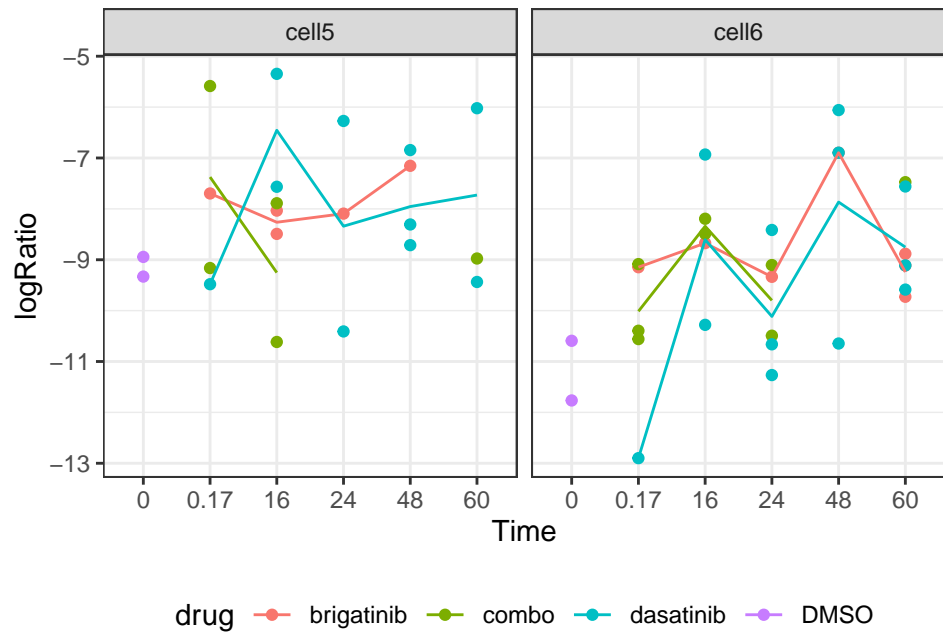 cell5 cell6
−5
−7
−9
−11
−13
logRatio
0 0.17 16 24 48 60 0 0.17 16 24 48 60
Time
drug brigatinib combo dasatinib DMSO